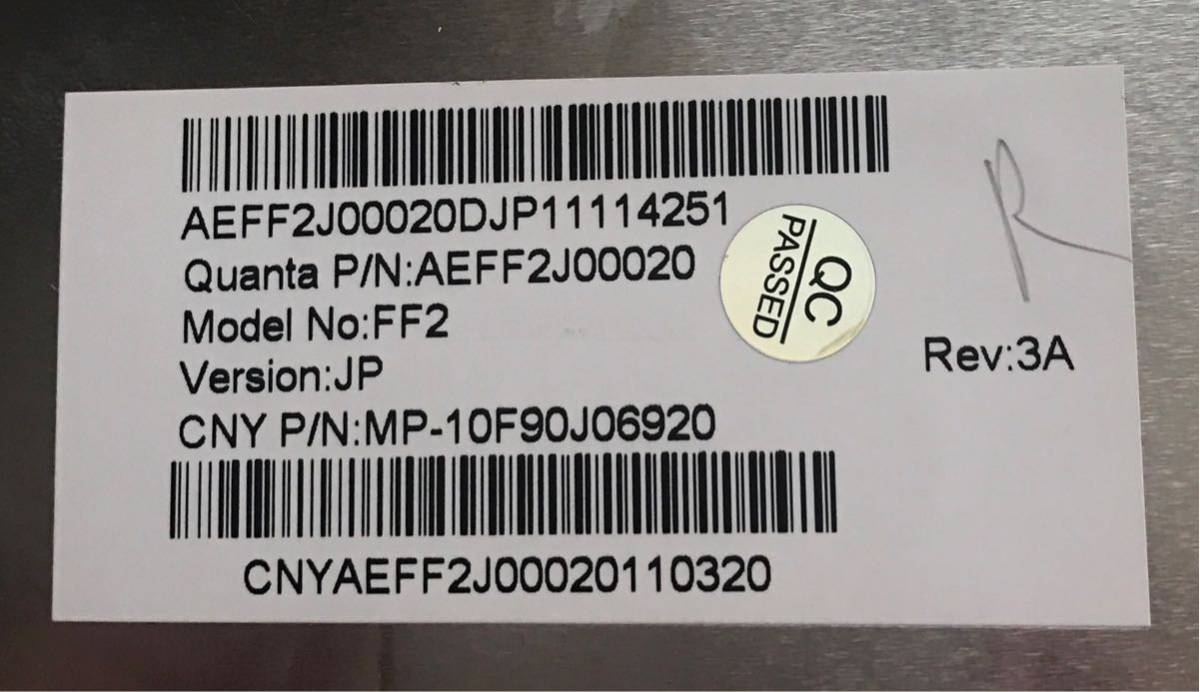 AEFF2J00020DJP11114251
Quanta P/N:AEFF2J00020
Model No:FF2
Version:JP
CNY P/N:MP-10F90J06920
CNYAEFF2J00020110320
QC
PASSED
Rev:3A
R